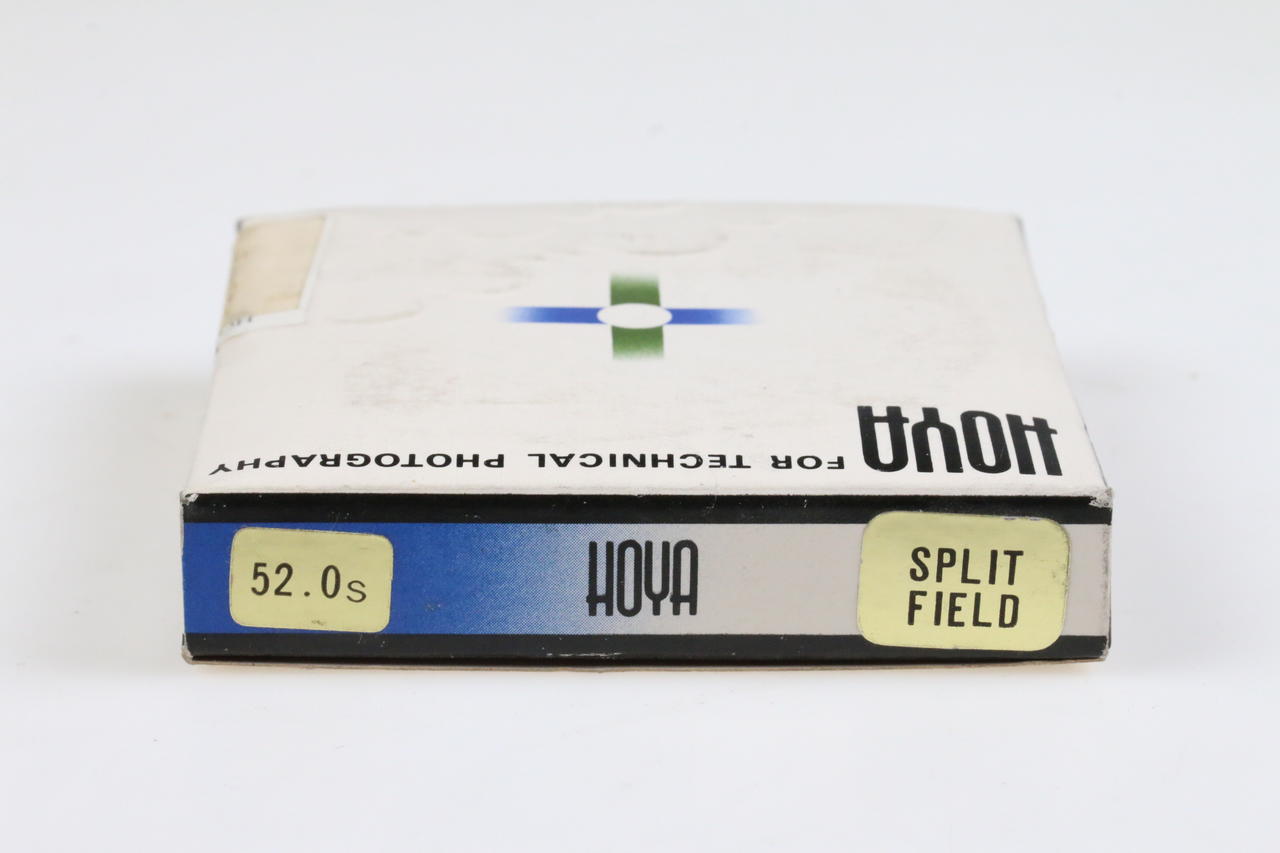 HOYA FOR TECHNICAL PHOTOGRAPHY
52.0s
HOYA
SPLIT
FIELD